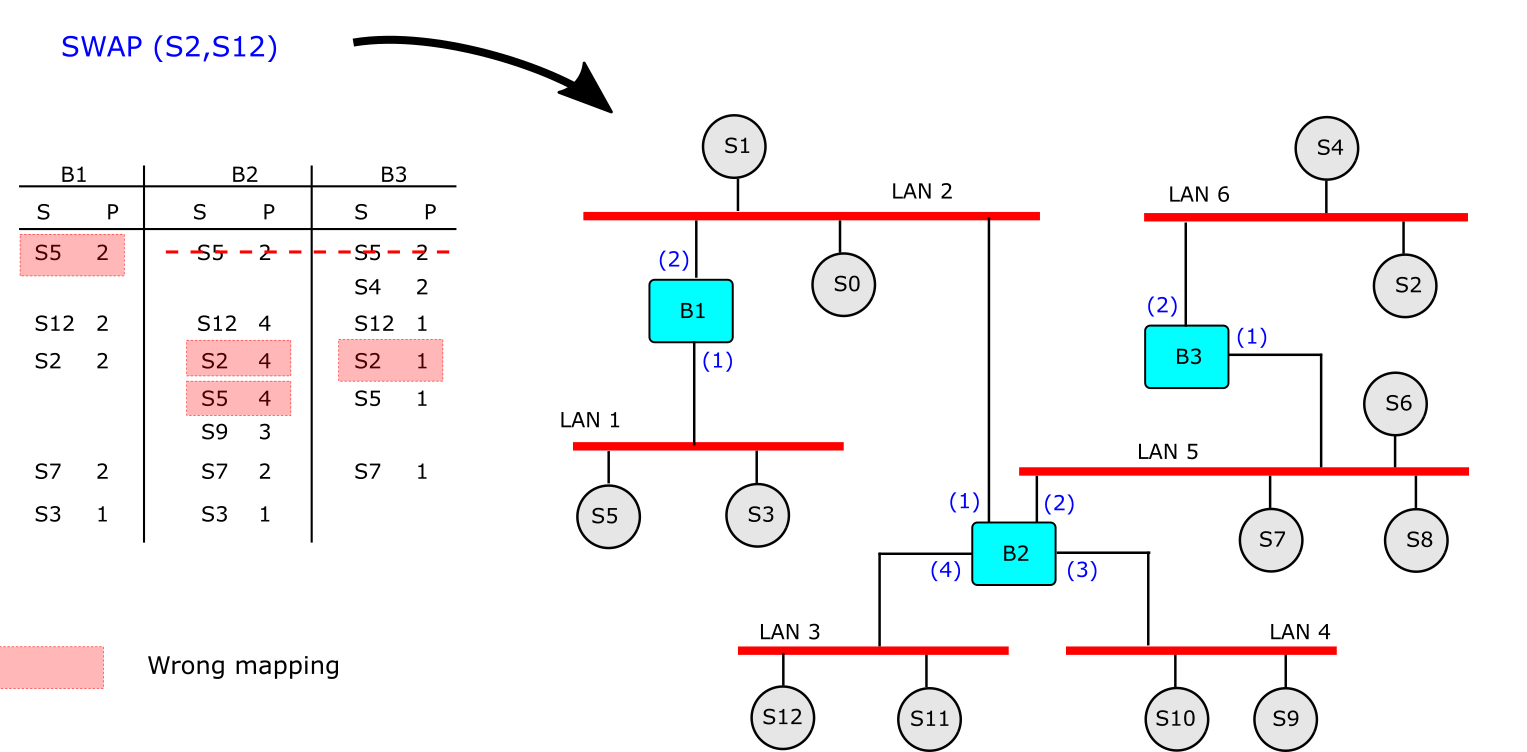 SWAP (S2,S12)
B1 B2 B3
S P S P S P
S5 2 S5 2 S5 2
S4 2
S12 2 S12 4 S12 1
S2 2 S2 4 S2 1
S5 4 S5 1
S9 3
S7 2 S7 2 S7 1
S3 1 S3 1
Wrong mapping
S1
LAN 2
(2)
S0
B1
(1)
LAN 1
S5
S3
S4
LAN 6
S2
(2)
(1)
B3
S6
LAN 5
(1)
(2)
S7
S8
B2
(4)
(3)
LAN 3
LAN 4
S12
S11
S10
S9